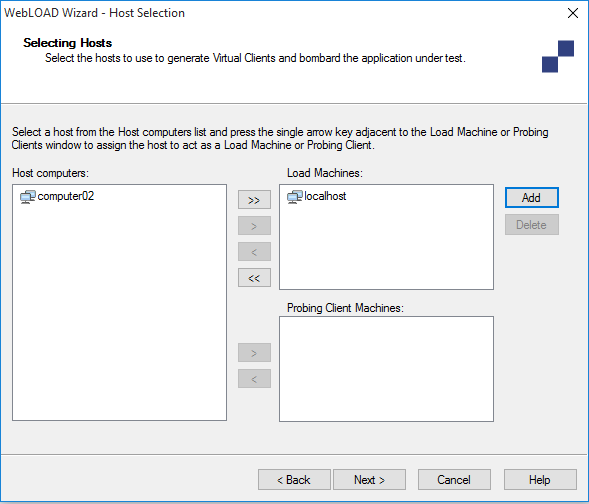 WebLOAD Wizard - Host Selection
Selecting Hosts
Select the hosts to use to generate Virtual Clients and bombard the application under test.
Select a host from the Host computers list and press the single arrow key adjacent to the Load Machine or Probing
Clients window to assign the host to act as a Load Machine or Probing Client.
Host computers:
Load Machines:
computer02
>>
localhost
Add
>
Delete
<
<<
Probing Client Machines:
>
<
< Back
Next >
Cancel
Help